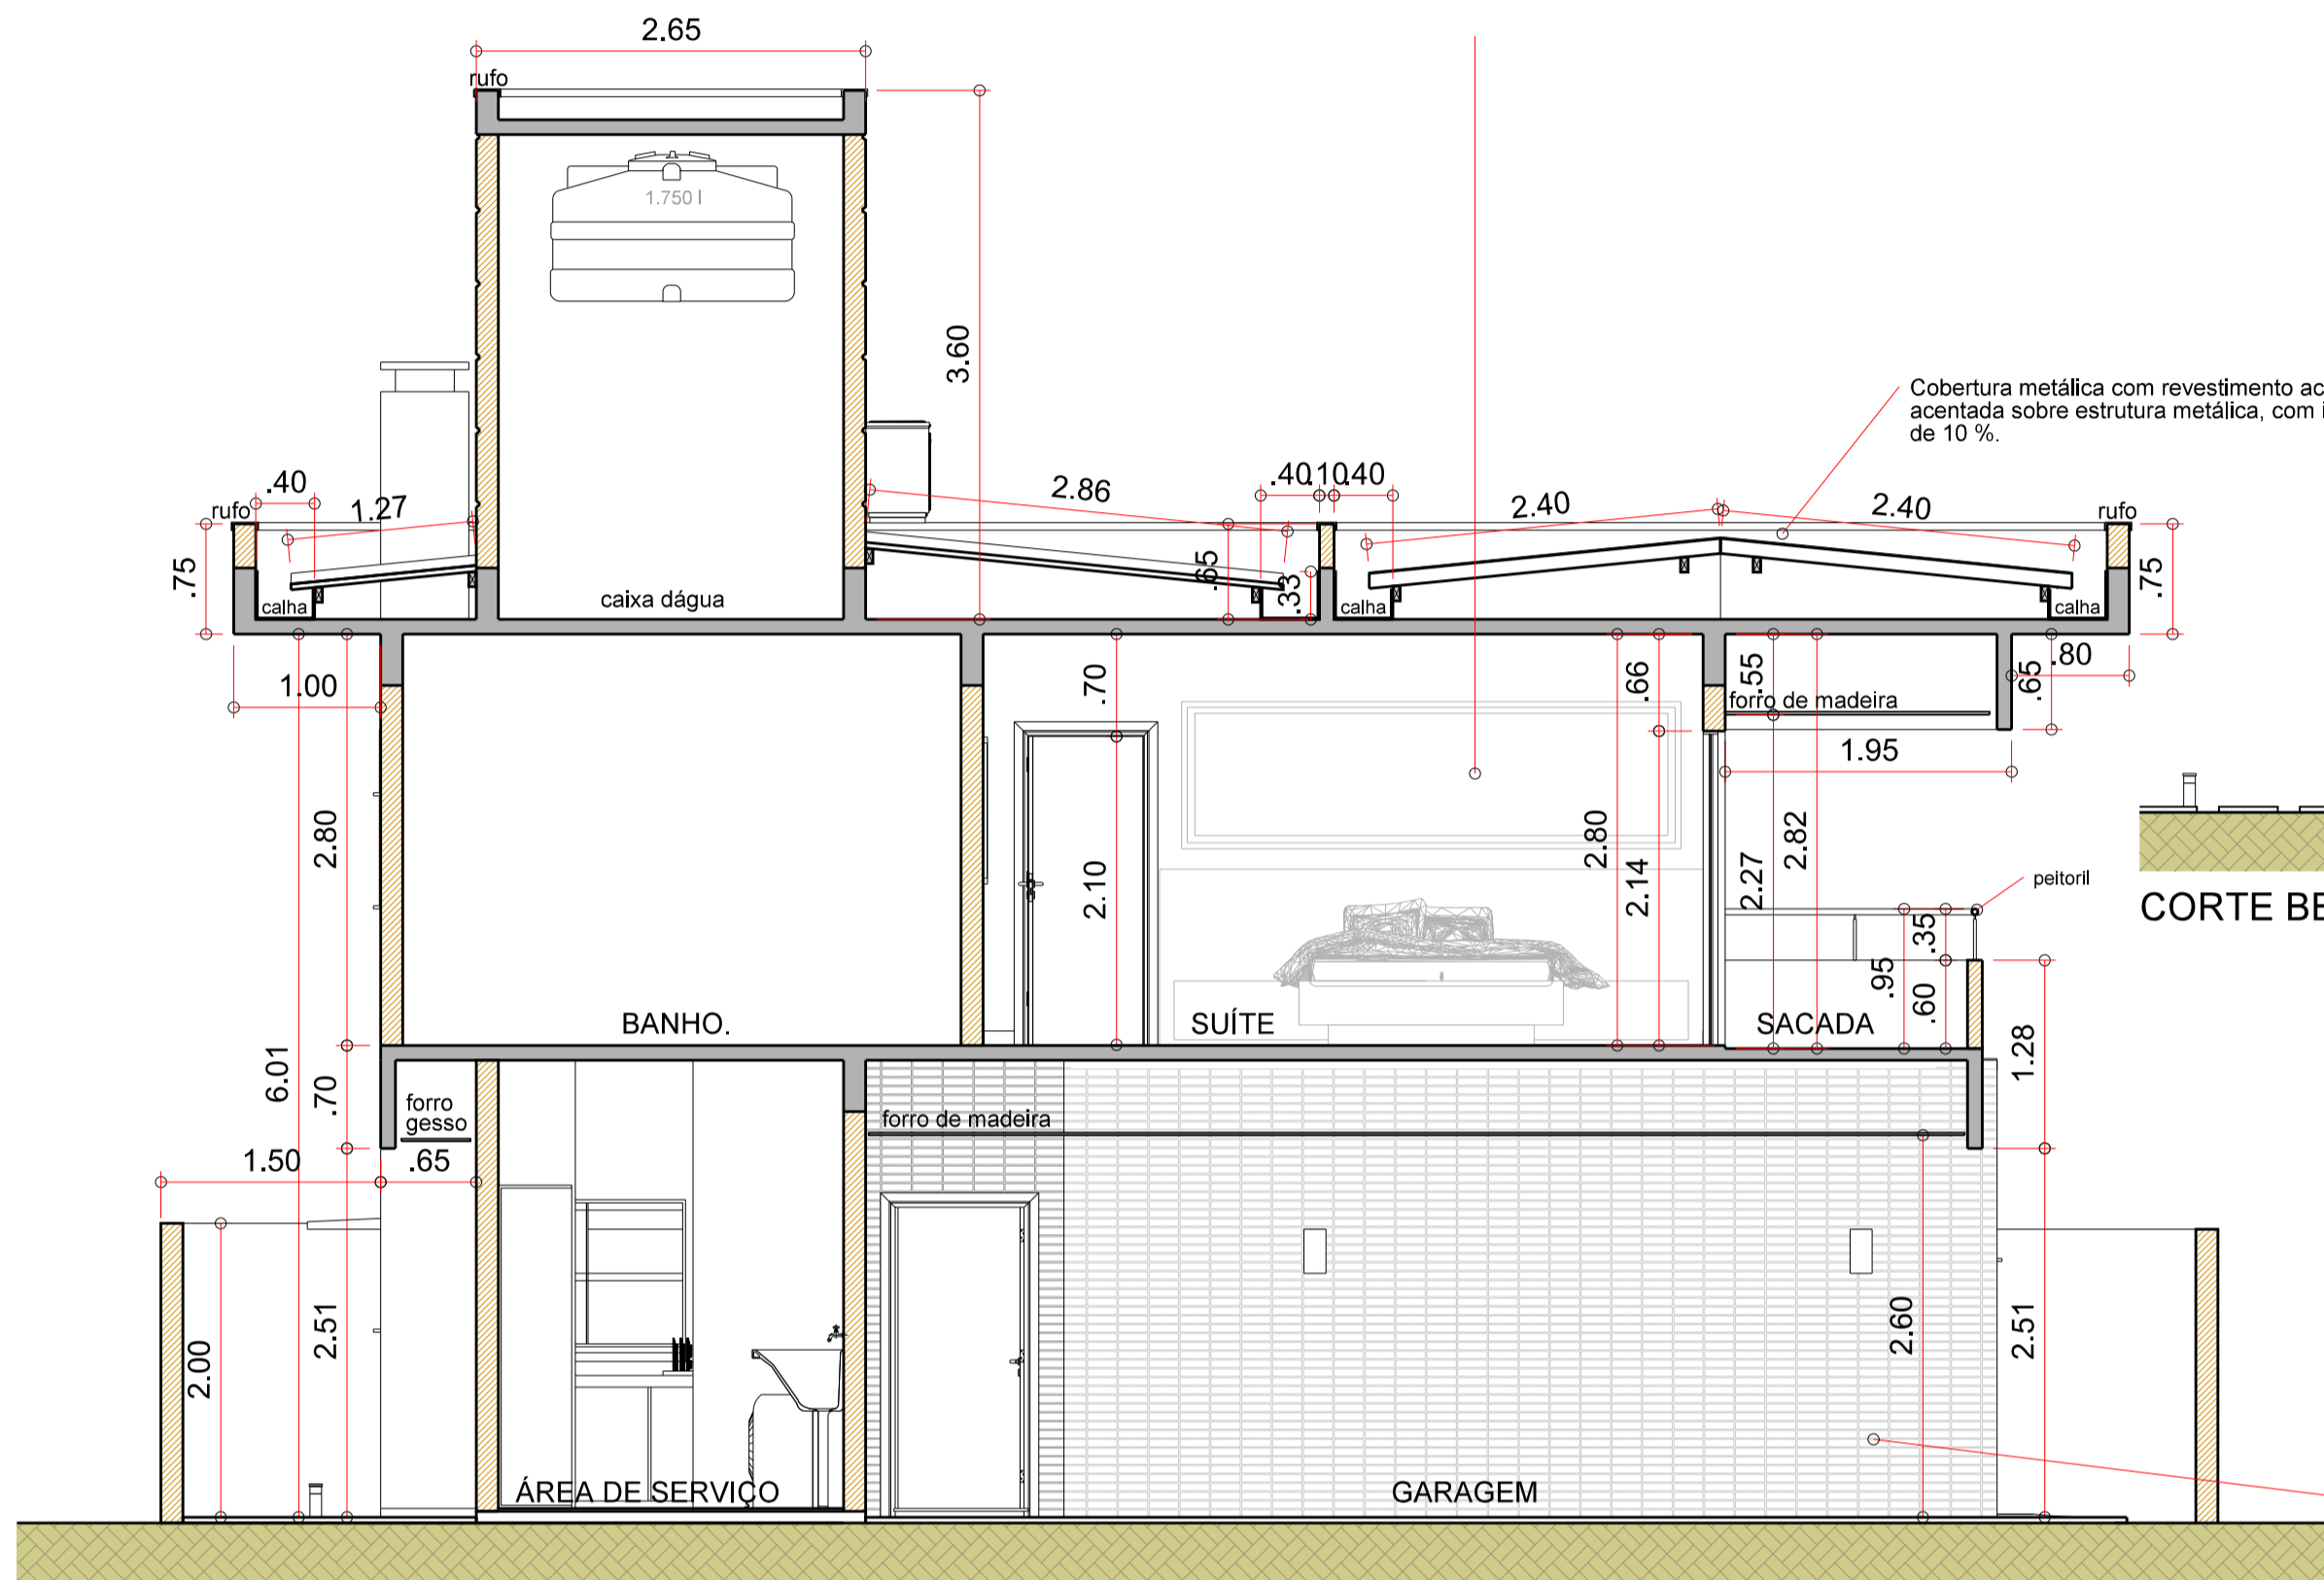 2.65
rufo
1.750 l
3.60
Cobertura metálica com revestimento ac
acentada sobre estrutura metálica, com i
de 10 %.
.40
1.27
2.86
.40
.10
.40
2.40
2.40
rufo
rufo
.75
calha
caixa dágua
.65
.33
calha
calha
.75
1.00
.70
.66
.55
forro de madeira
.65
.80
1.95
2.80
2.10
2.80
2.14
2.27
2.82
peitoril
CORTE BE
.35
.95
.60
BANHO.
SUÍTE
SACADA
6.01
.70
1.28
forro
gesso
forro de madeira
1.50
.65
2.00
2.51
2.60
2.51
ÁREA DE SERVIÇO
GARAGEM